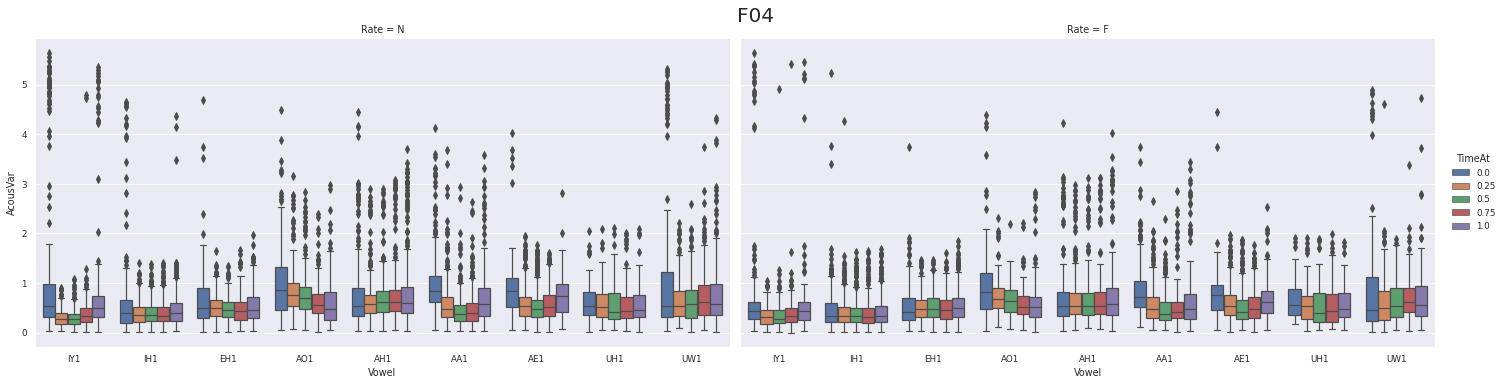 F04
Rate = N
Rate = F
AcousVar
5
4
3
2
1
0
IY1 IH1 EH1 AO1 AH1 AA1 AE1 UH1 UW1
Vowel
IY1 IH1 EH1 AO1 AH1 AA1 AE1 UH1 UW1
Vowel
TimeAt
0.0
0.25
0.5
0.75
1.0